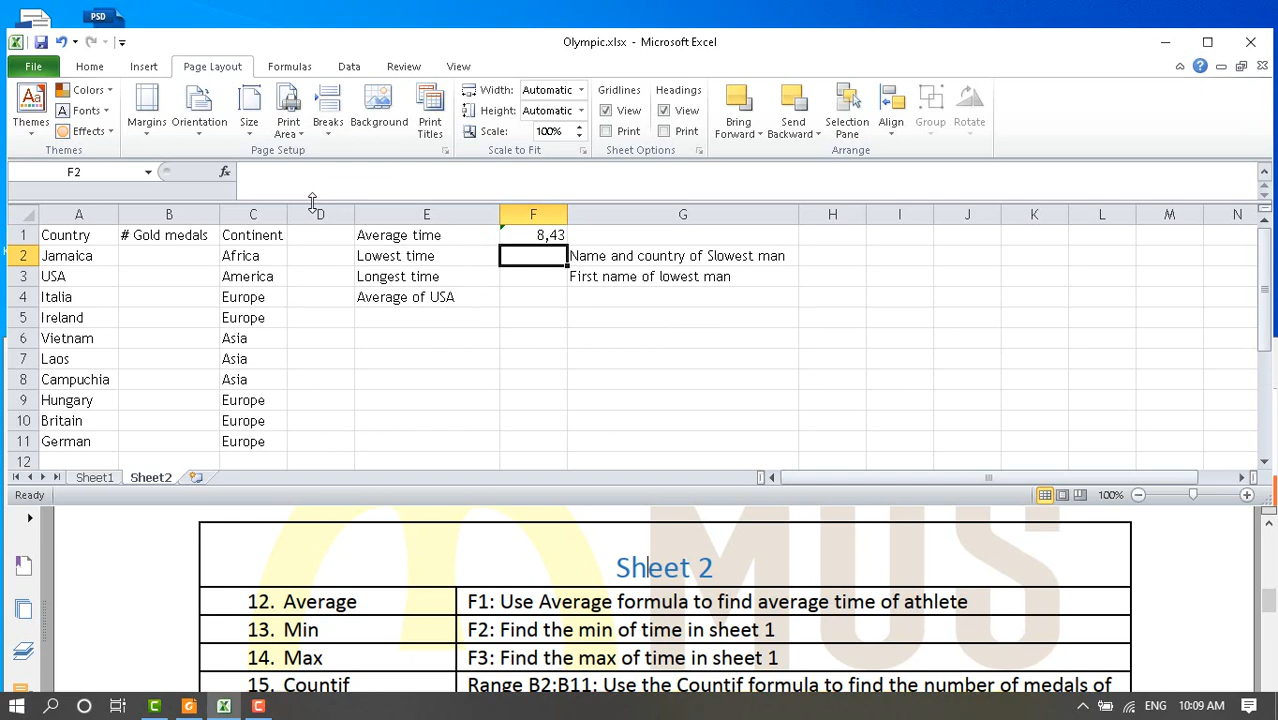 PSD
Olympic.xlsx - Microsoft Excel
File Home Insert Page Layout Formulas Data Review View
Themes Colors Fonts Effects Margins Orientation Size Print Area Breaks Background Print Titles Width: Automatic Height: Automatic Scale: 100% Gridlines View Print Headings View Print Bring Forward Send Backward Selection Pane Align Group Rotate
Themes Page Setup Scale to Fit Sheet Options Arrange
F2 fx
A B C D E F G H I J K L M N
1 Country # Gold medals Continent Average time 8,43
2 Jamaica Africa Lowest time Name and country of Slowest man
3 USA America Longest time First name of lowest man
4 Italia Europe Average of USA
5 Ireland Europe
6 Vietnam Asia
7 Laos Asia
8 Campuchia Asia
9 Hungary Europe
10 Britain Europe
11 German Europe
12
Sheet1 Sheet2
Ready 100%
MUS
Sheet 2
12. Average F1: Use Average formula to find average time of athlete
13. Min F2: Find the min of time in sheet 1
14. Max F3: Find the max of time in sheet 1
15. Countif Range B2:B11: Use the Countif formula to find the number of medals of
ENG 10:09 AM